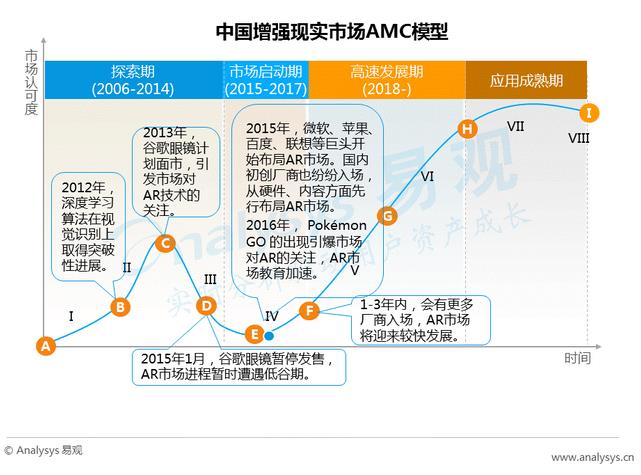 中国增强现实市场AMC模型
市场认可度
探索期
(2006-2014)
市场启动期
(2015-2017)
高速发展期
(2018-)
应用成熟期
2012年，
深度学习
算法在视
觉识别上
取得突破
性进展。
2013年，
谷歌眼镜计
划面市，引
发市场对
AR技术的
关注。
2015年，微软、苹果、
百度、联想等巨头开
始布局AR市场。国内
初创厂商也纷纷入场，
从硬件、内容方面先
行布局AR市场。
2016年， Pokémon
GO 的出现引爆市场
对AR的关注，AR市
场教育加速。
1-3年内，会有更多
厂商入场，AR市场
将迎来较快发展。
2015年1月，谷歌眼镜暂停发售，
AR市场进程暂时遭遇低谷期。
A
B
C
D
E
F
G
H
I
I
II
III
IV
V
VI
VII
VIII
时间
nalysys 易观
© Analysys 易观
www.analysys.cn